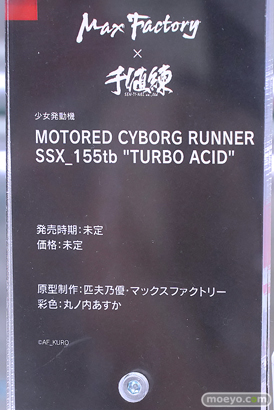 Max Factory
×
千値練
少女発動機
MOTORED CYBORG RUNNER
SSX_155tb "TURBO ACID"
発売時期：未定
価格：未定
原型制作：匹夫乃優・マックスファクトリー
彩色：丸ノ内あすか
©AF_KURO
moeyo.com